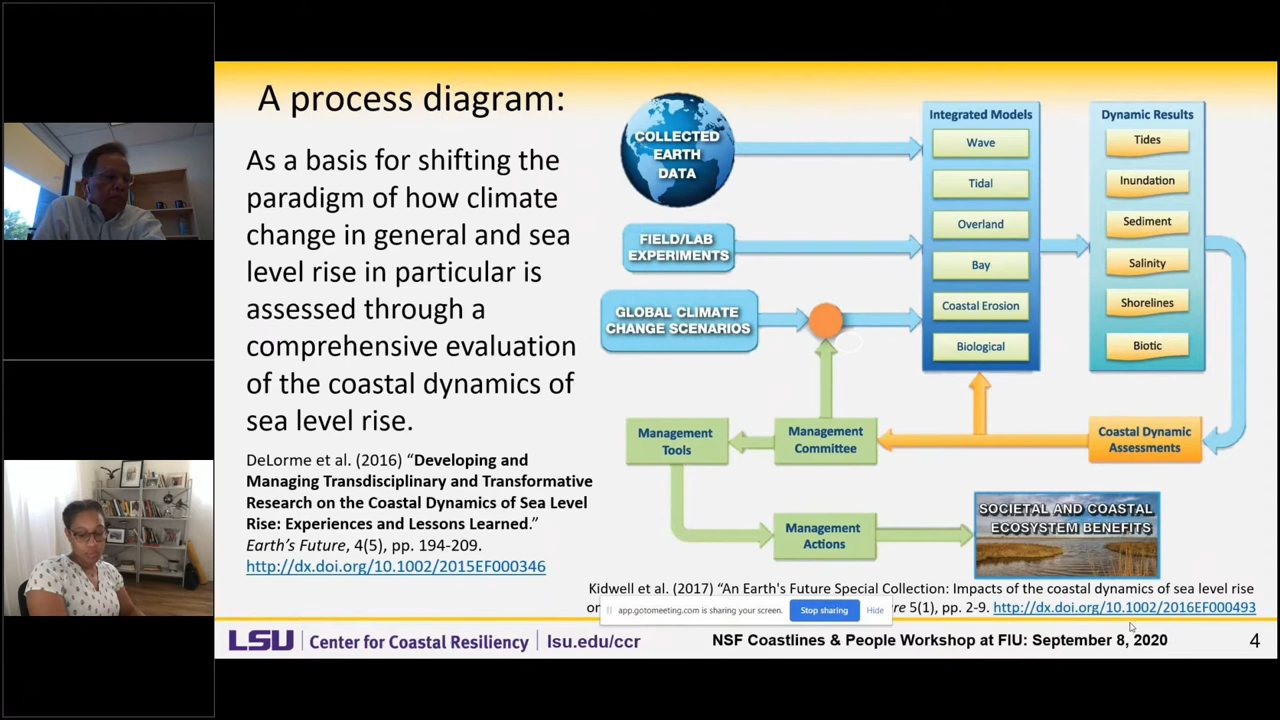 A process diagram:
As a basis for shifting the
paradigm of how climate
change in general and sea
level rise in particular is
assessed through a
comprehensive evaluation
of the coastal dynamics of
sea level rise.
DeLorme et al. (2016) “Developing and
Managing Transdisciplinary and Transformative
Research on the Coastal Dynamics of Sea Level
Rise: Experiences and Lessons Learned.”
Earth’s Future, 4(5), pp. 194-209.
http://dx.doi.org/10.1002/2015EF000346
COLLECTED
EARTH
DATA
FIELD/LAB
EXPERIMENTS
GLOBAL CLIMATE
CHANGE SCENARIOS
Integrated Models
Wave
Tidal
Overland
Bay
Coastal Erosion
Biological
Dynamic Results
Tides
Inundation
Sediment
Salinity
Shorelines
Biotic
Management
Tools
Management
Committee
Coastal Dynamic
Assessments
Management
Actions
SOCIETAL AND COASTAL
ECOSYSTEM BENEFITS
Kidwell et al. (2017) “An Earth's Future Special Collection: Impacts of the coastal dynamics of sea level rise
5(1), pp. 2-9. http://dx.doi.org/10.1002/2016EF000493
app.gotomeeting.com is sharing your screen.
Stop sharing
Hide
LSU Center for Coastal Resiliency lsu.edu/ccr
NSF Coastlines & People Workshop at FIU: September 8, 2020
4